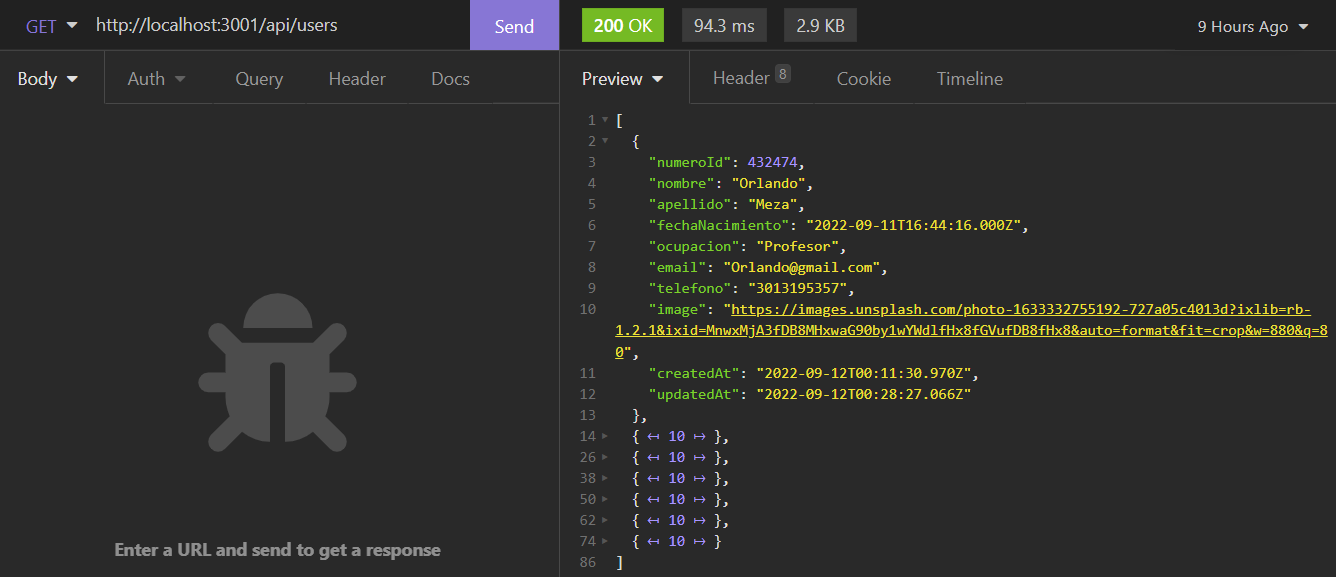 GET http://localhost:3001/api/users Send 200 OK 94.3 ms 2.9 KB 9 Hours Ago
Body Auth Query Header Docs Preview Header 8 Cookie Timeline
1 [
2 {
3 "numeroId": 432474,
4 "nombre": "Orlando",
5 "apellido": "Meza",
6 "fechaNacimiento": "2022-09-11T16:44:16.000Z",
7 "ocupacion": "Profesor",
8 "email": "Orlando@gmail.com",
9 "telefono": "3013195357",
10 "image": "https://images.unsplash.com/photo-1633332755192-727a05c4013d?ixlib=rb-
1.2.1&ixid=MnwxMjA3fDB8MHxwaG90by1wYWdlfHx8fGVufDB8fHx8&auto=format&fit=crop&w=880&q=8
0",
11 "createdAt": "2022-09-12T00:11:30.970Z",
12 "updatedAt": "2022-09-12T00:28:27.066Z"
13 },
14 { ↤ 10 ↦ },
26 { ↤ 10 ↦ },
38 { ↤ 10 ↦ },
50 { ↤ 10 ↦ },
62 { ↤ 10 ↦ },
74 { ↤ 10 ↦ }
86 ]
Enter a URL and send to get a response